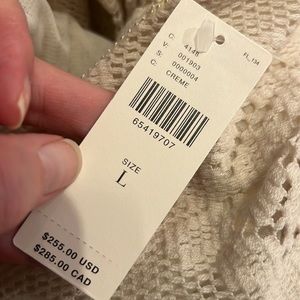 C: 4148
V: 001903
S: 0000004
C: CREME
FL_134
65419707
SIZE
L
$255.00 USD
$285.00 CAD